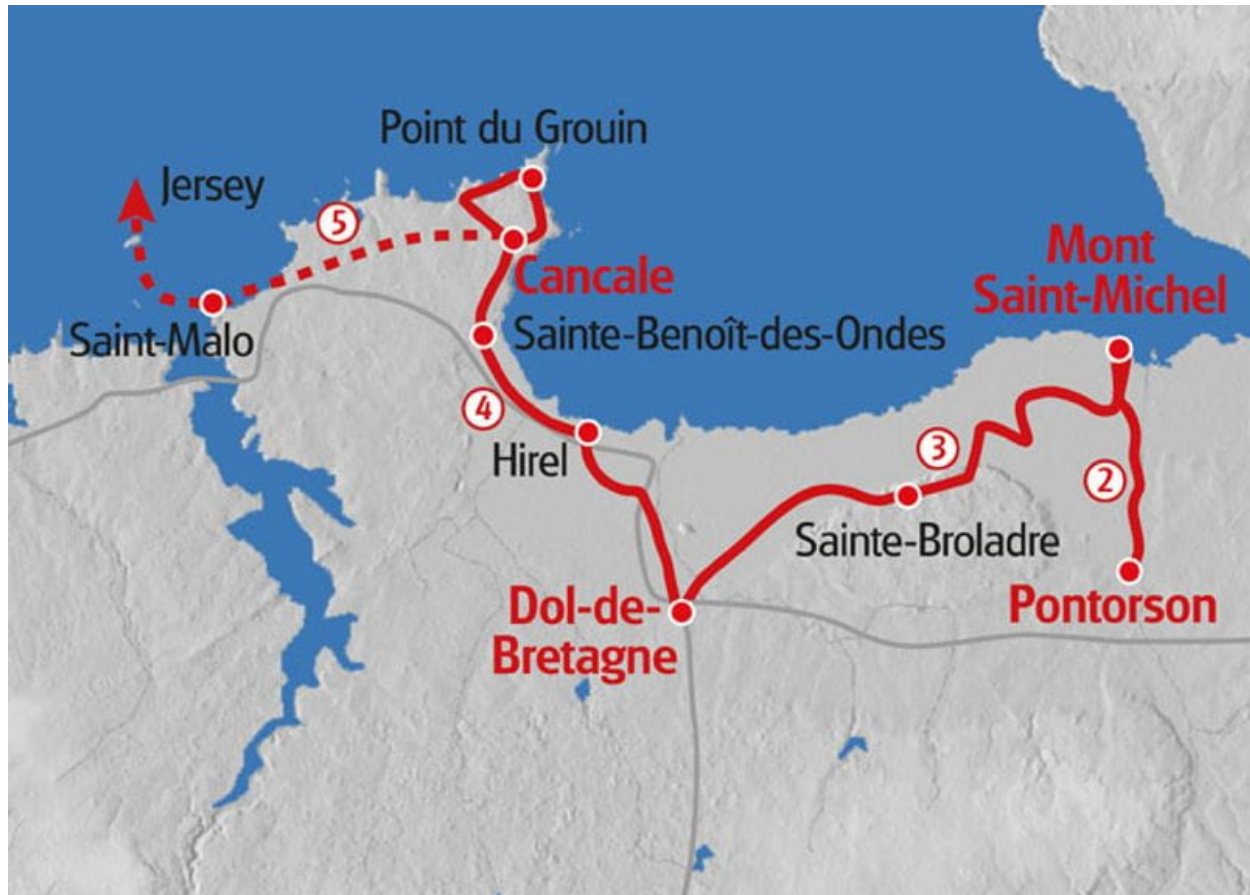 Point du Grouin
Jersey
5
Mont
Saint-Michel
Cancale
Saint-Malo
Sainte-Benoît-des-Ondes
4
Hirel
3
2
Sainte-Broladre
Dol-de-
Bretagne
Pontorson